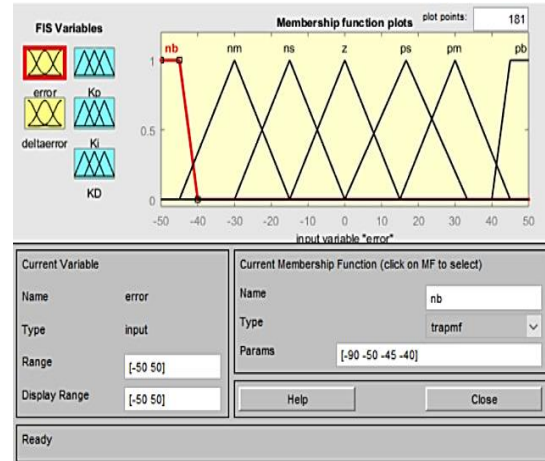 FIS Variables
Membership function plots
plot points: 181
nb nm ns z ps pm pb
error Kp
deltaerror Ki
KD
1
0.5
0
-50 -40 -30 -20 -10 0 10 20 30 40 50
input variable "error"
Current Variable
Name error
Type input
Range [-50 50]
Display Range [-50 50]
Current Membership Function (click on MF to select)
Name nb
Type trapmf
Params [-90 -50 -45 -40]
Help Close
Ready